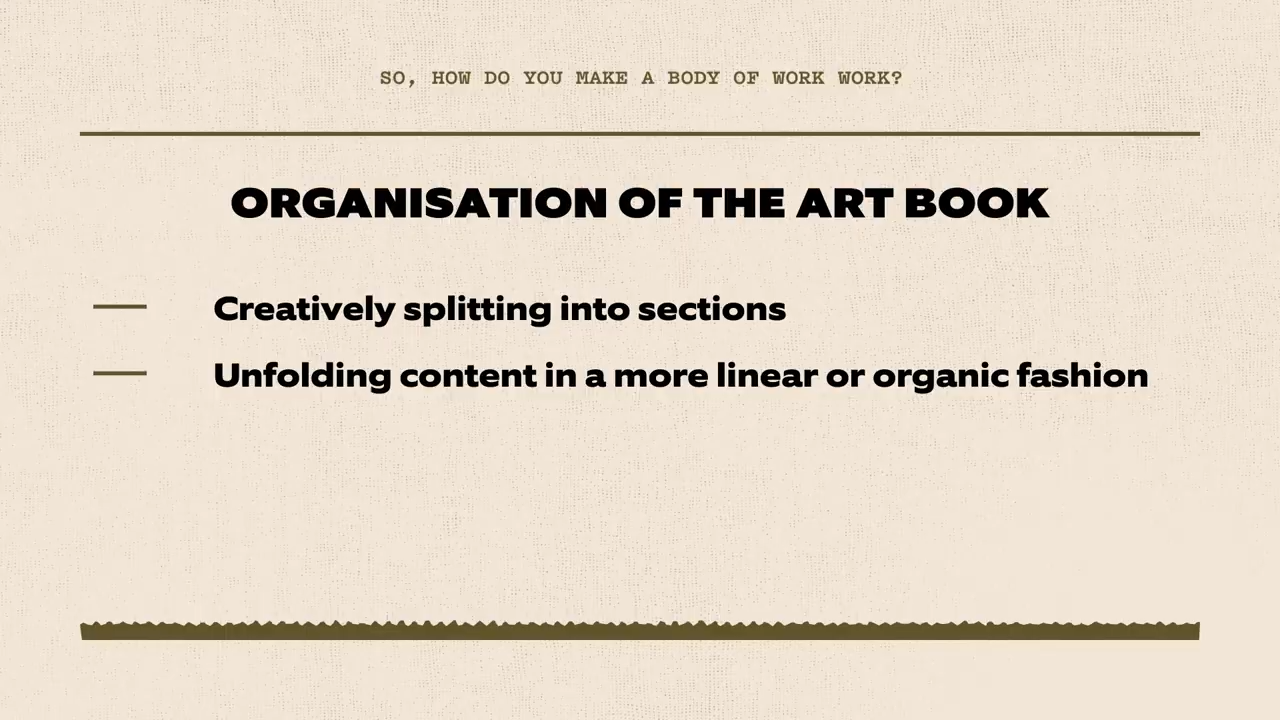 SO, HOW DO YOU MAKE A BODY OF WORK WORK?
ORGANISATION OF THE ART BOOK
Creatively splitting into sections
Unfolding content in a more linear or organic fashion